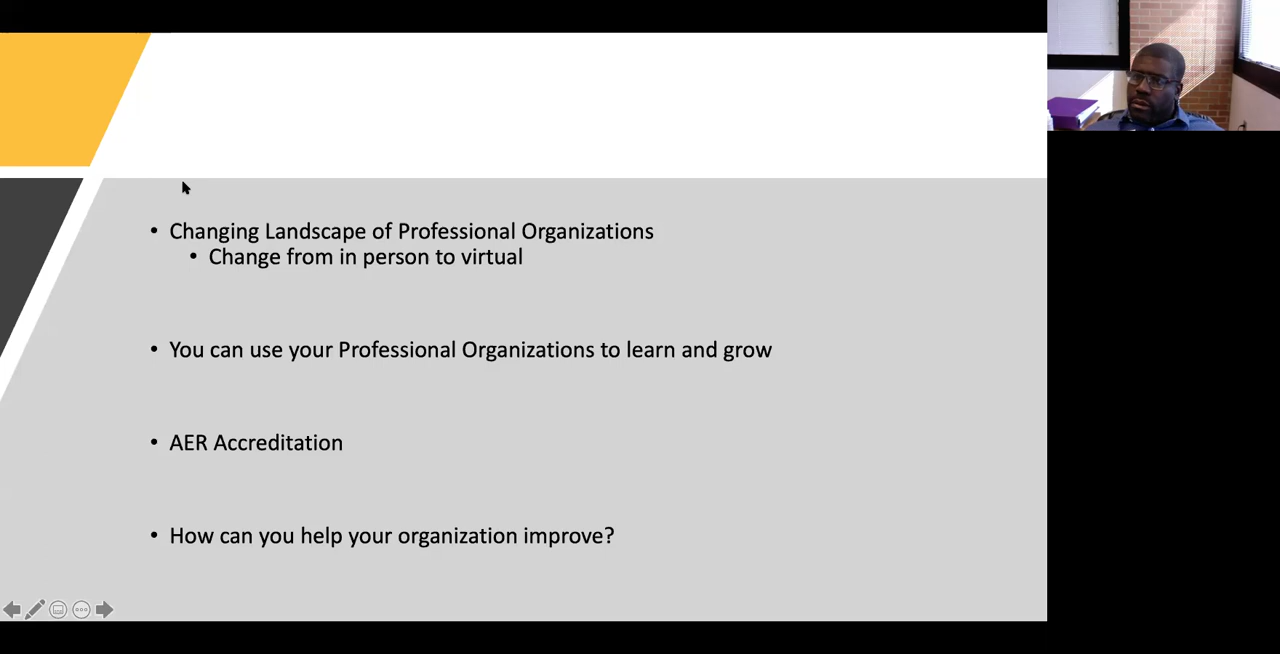 • Changing Landscape of Professional Organizations
• Change from in person to virtual
• You can use your Professional Organizations to learn and grow
• AER Accreditation
• How can you help your organization improve?